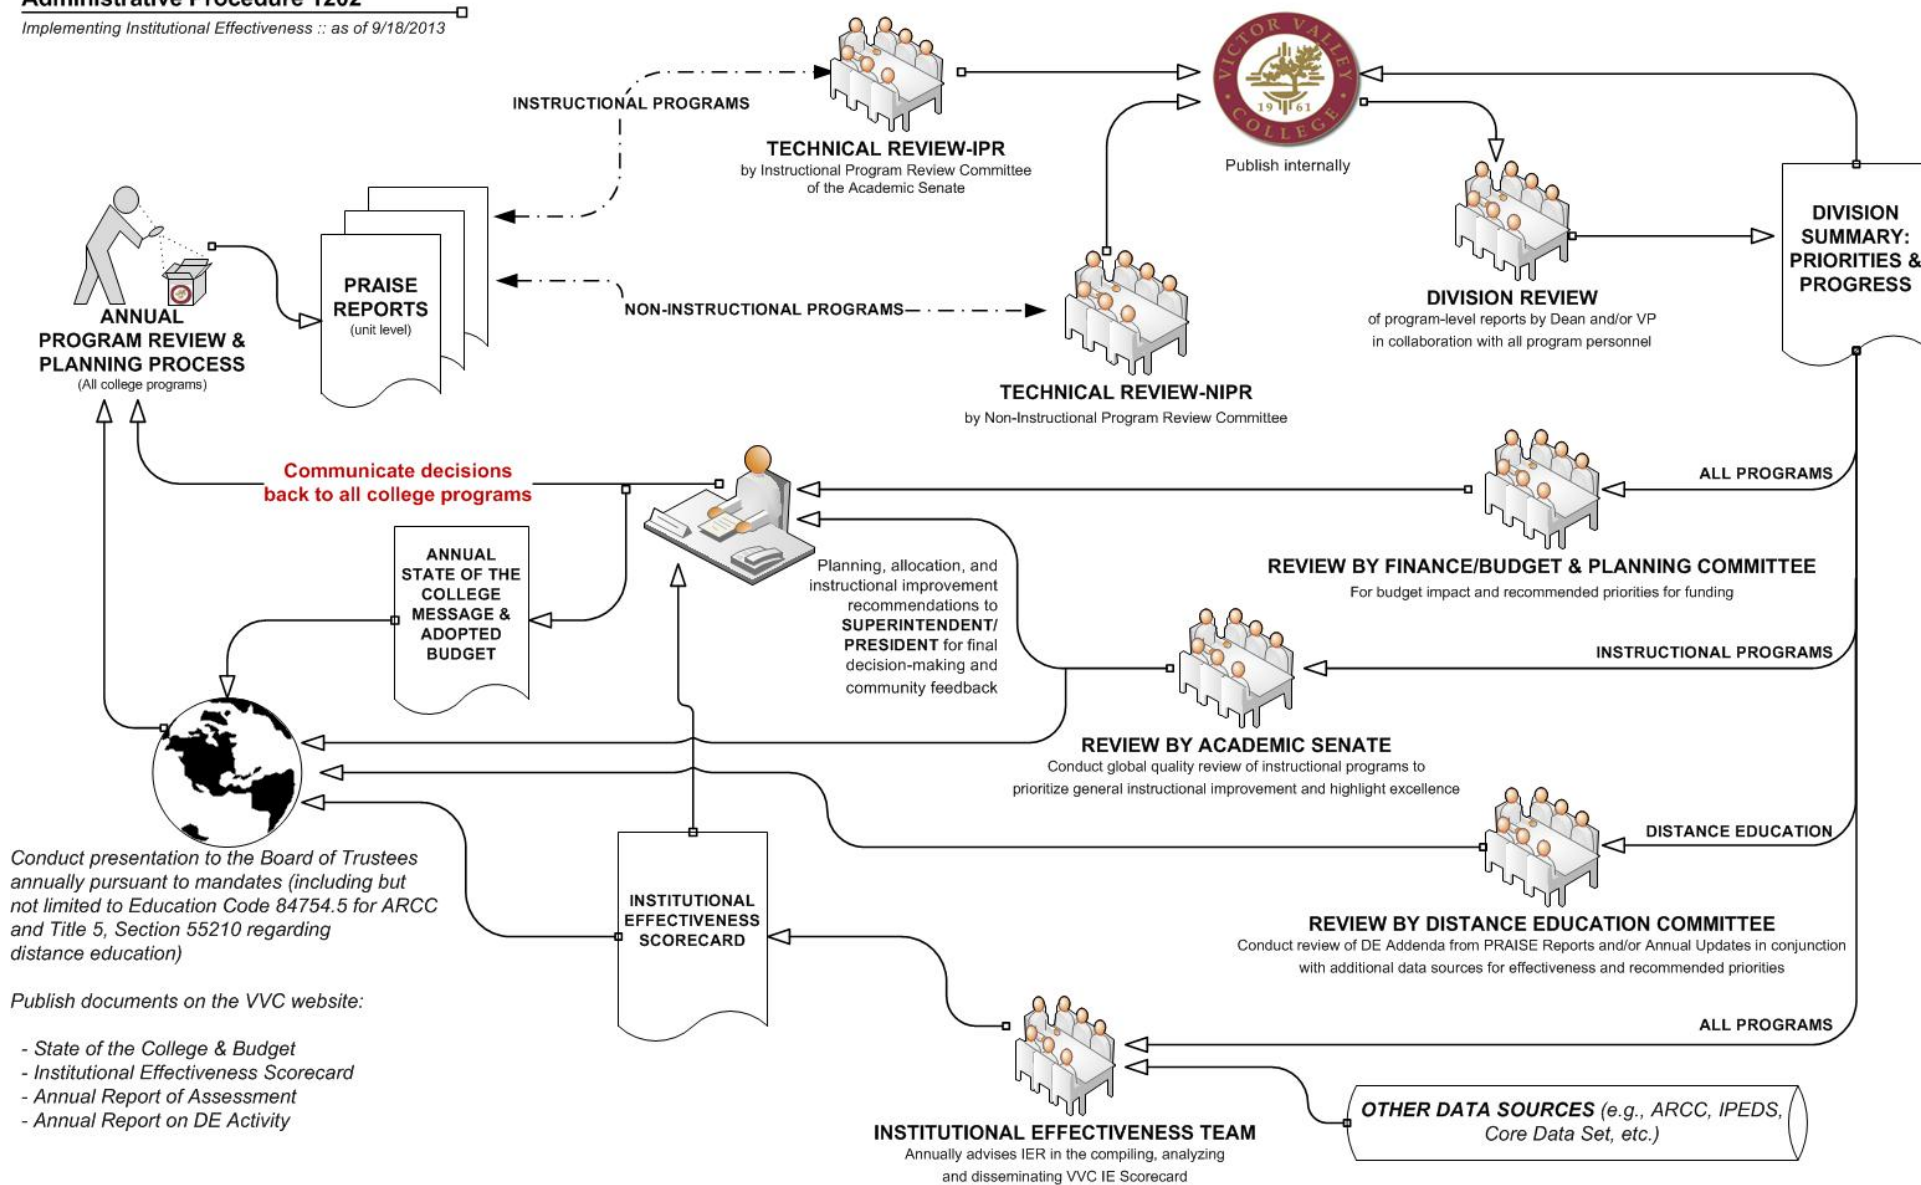 Administrative Procedure 1202
Implementing Institutional Effectiveness :: as of 9/18/2013
INSTRUCTIONAL PROGRAMS
TECHNICAL REVIEW-IPR
by Instructional Program Review Committee
of the Academic Senate
VICTOR VALLEY
1961
COLLEGE
Publish internally
ANNUAL
PROGRAM REVIEW &
PLANNING PROCESS
(All college programs)
PRAISE
REPORTS
(unit level)
NON-INSTRUCTIONAL PROGRAMS
TECHNICAL REVIEW-NIPR
by Non-Instructional Program Review Committee
DIVISION REVIEW
of program-level reports by Dean and/or VP
in collaboration with all program personnel
DIVISION
SUMMARY:
PRIORITIES &
PROGRESS
ALL PROGRAMS
REVIEW BY FINANCE/BUDGET & PLANNING COMMITTEE
For budget impact and recommended priorities for funding
Communicate decisions
back to all college programs
Planning, allocation, and
instructional improvement
recommendations to
SUPERINTENDENT/
PRESIDENT for final
decision-making and
community feedback
ANNUAL
STATE OF THE
COLLEGE
MESSAGE &
ADOPTED
BUDGET
INSTRUCTIONAL PROGRAMS
REVIEW BY ACADEMIC SENATE
Conduct global quality review of instructional programs to
prioritize general instructional improvement and highlight excellence
DISTANCE EDUCATION
REVIEW BY DISTANCE EDUCATION COMMITTEE
Conduct review of DE Addenda from PRAISE Reports and/or Annual Updates in conjunction
with additional data sources for effectiveness and recommended priorities
INSTITUTIONAL
EFFECTIVENESS
SCORECARD
Conduct presentation to the Board of Trustees
annually pursuant to mandates (including but
not limited to Education Code 84754.5 for ARCC
and Title 5, Section 55210 regarding
distance education)
Publish documents on the VVC website:
- State of the College & Budget
- Institutional Effectiveness Scorecard
- Annual Report of Assessment
- Annual Report on DE Activity
ALL PROGRAMS
INSTITUTIONAL EFFECTIVENESS TEAM
Annually advises IER in the compiling, analyzing
and disseminating VVC IE Scorecard
OTHER DATA SOURCES (e.g., ARCC, IPEDS,
Core Data Set, etc.)